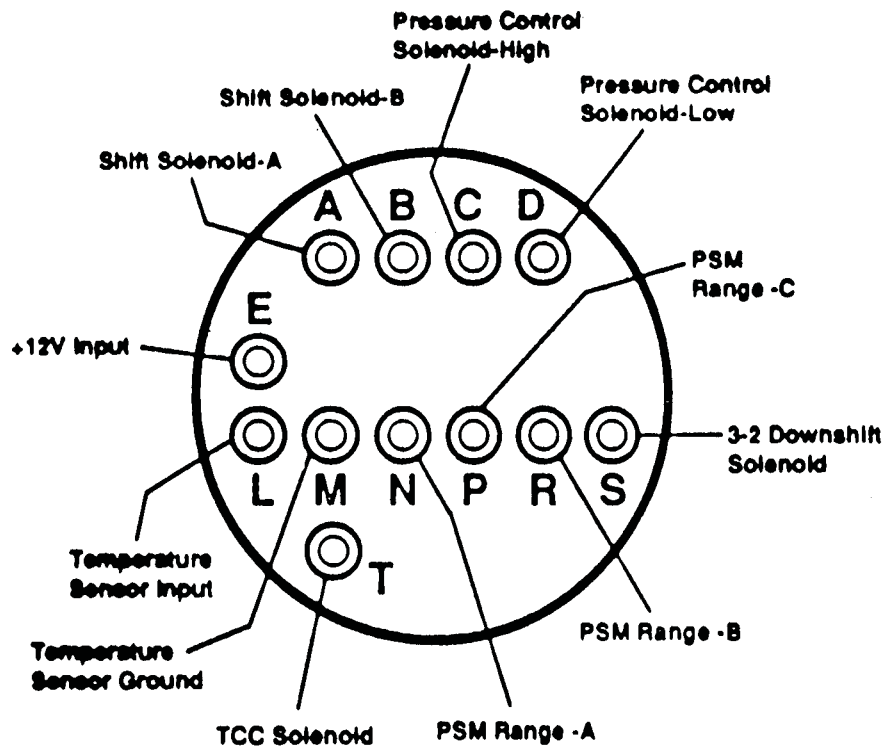 Pressure Control
Solenoid-High
Shift Solenoid-B
Pressure Control
Solenoid-Low
Shift Solenoid-A
A B C D
PSM
Range -C
E
+12V Input
3-2 Downshift
Solenoid
L M N P R S
Temperature
Sensor Input
T
PSM Range -B
Temperature
Sensor Ground
TCC Solenoid
PSM Range -A